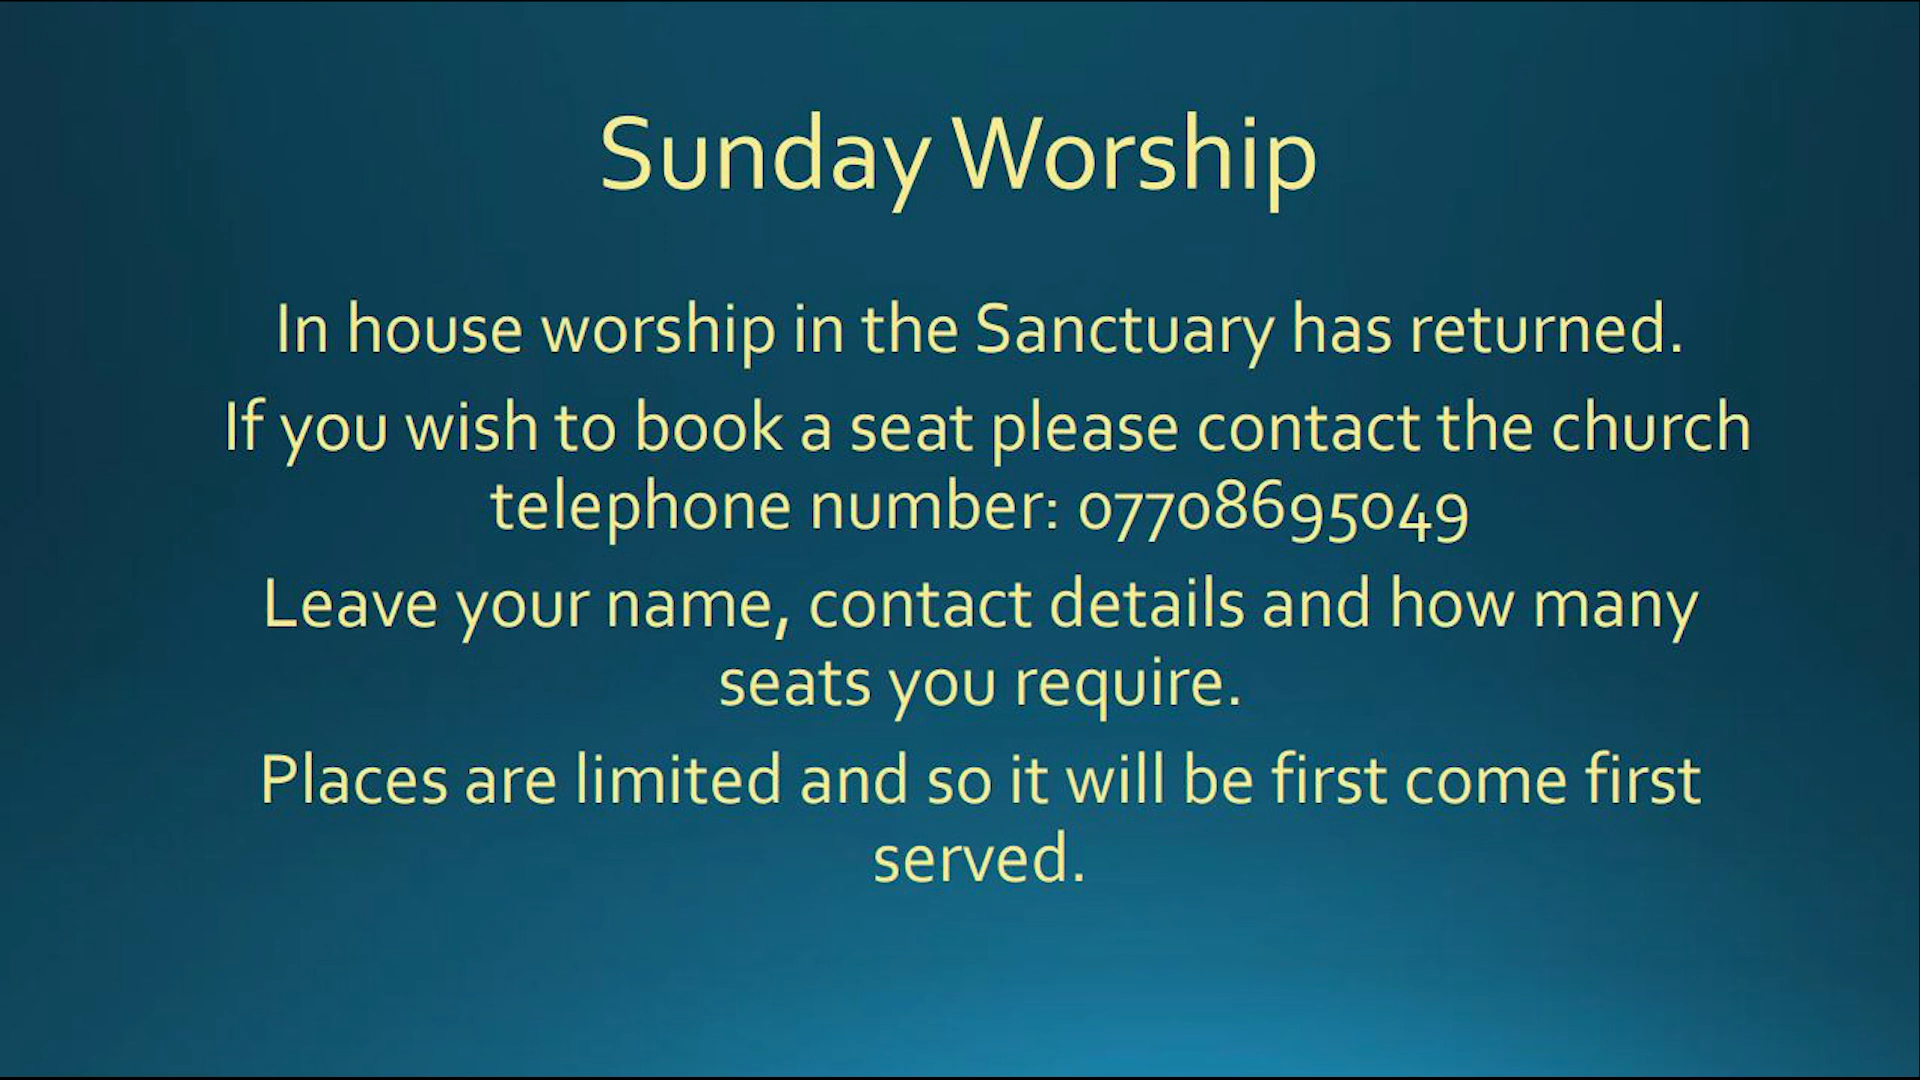 Sunday Worship
In house worship in the Sanctuary has returned.
If you wish to book a seat please contact the church
telephone number: 07708695049
Leave your name, contact details and how many
seats you require.
Places are limited and so it will be first come first
served.